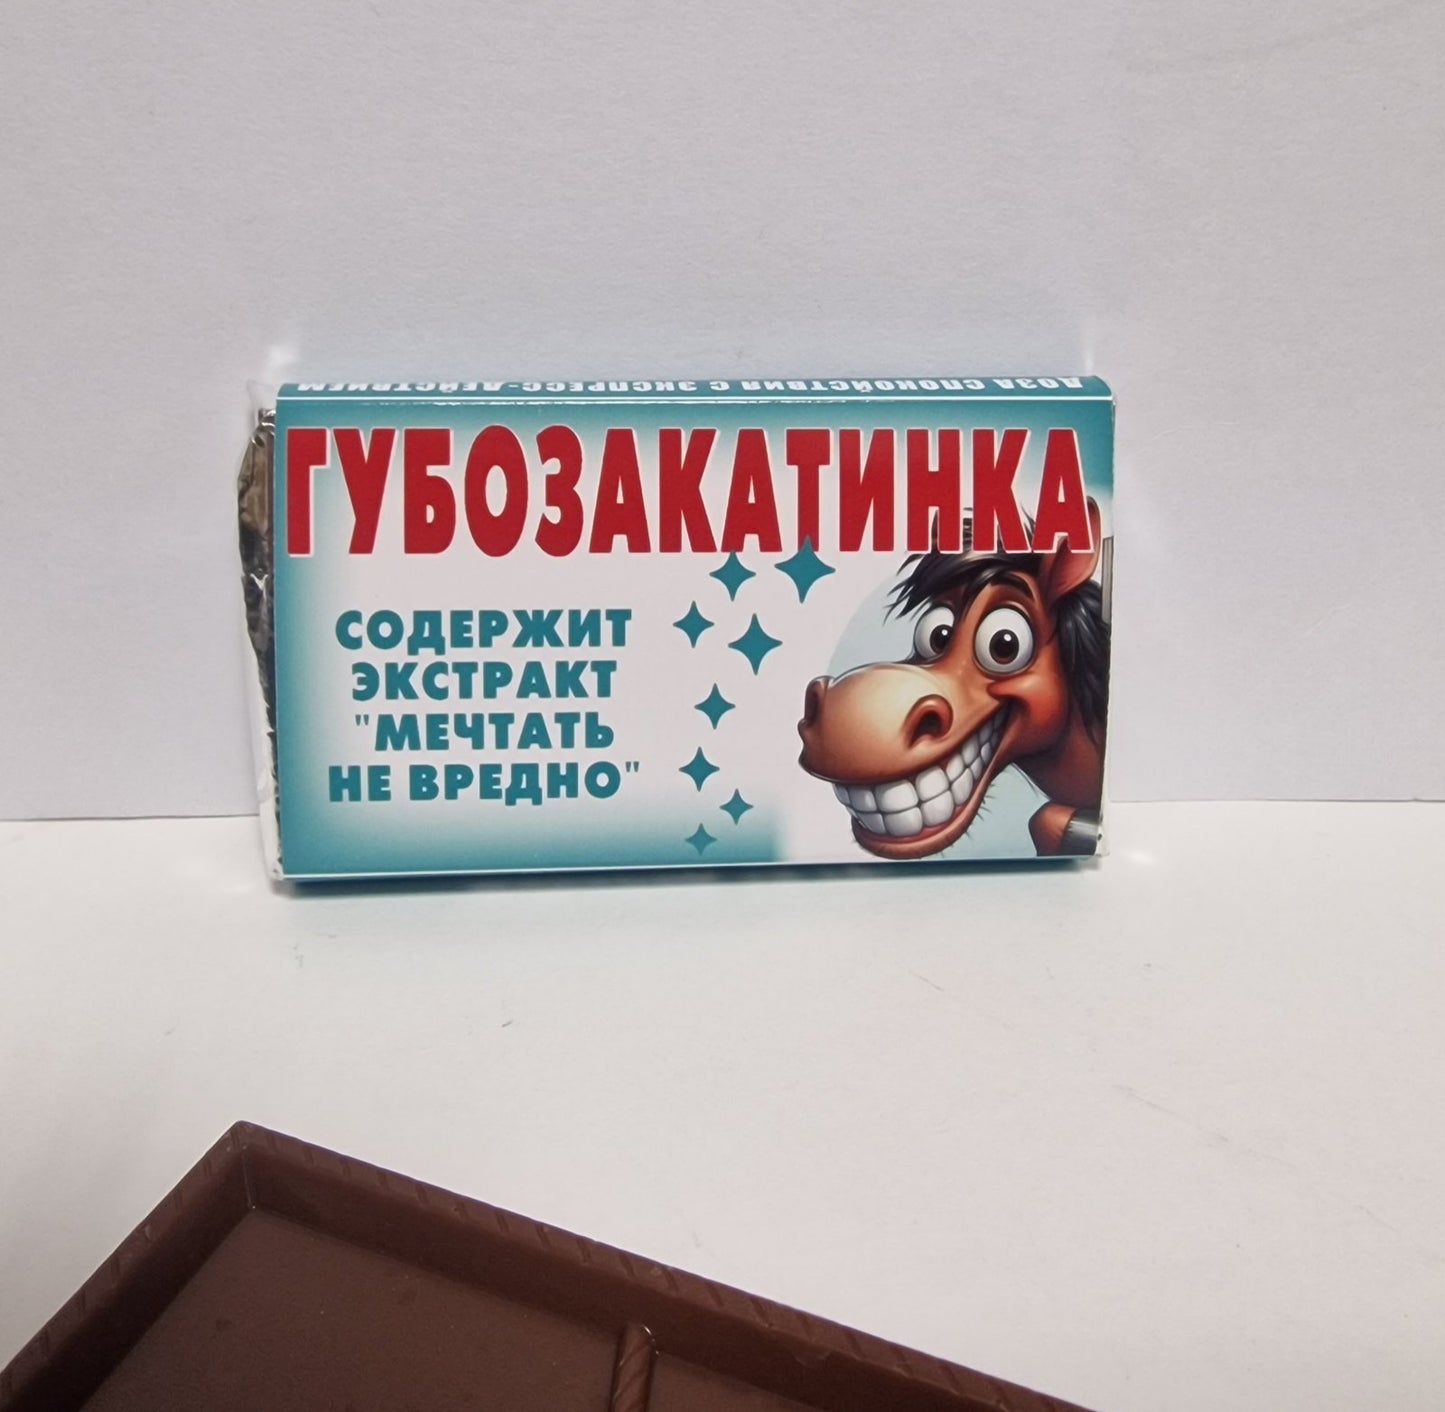 ДОЗА СПОКОЙСТВИЯ С ЭКСПРЕСС-ДЕЙСТВИЕМ
ГУБОЗАКАТИНКА
СОДЕРЖИТ
ЭКСТРАКТ
"МЕЧТАТЬ
НЕ ВРЕДНО"